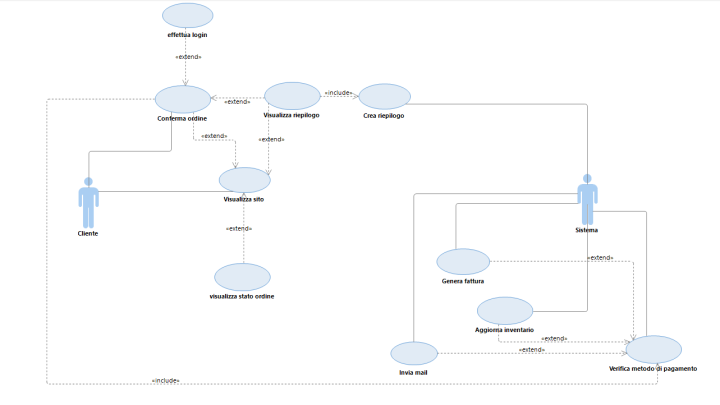 effettua login
«extend»
«include»
«extend»
Visualizza riepilogo
Crea riepilogo
Conferma ordine
«extend»
«extend»
Visualizza sito
Cliente
«extend»
Sistema
«extend»
Genera fattura
visualizza stato ordine
Aggiorna inventario
«extend»
«extend»
Invia mail
Verifica metodo di pagamento
«include»